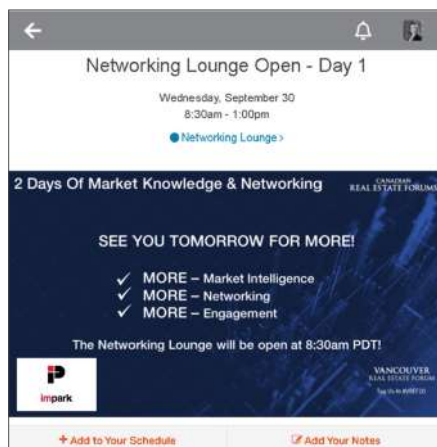 Networking Lounge Open - Day 1
Wednesday, September 30
8:30am - 1:00pm
Networking Lounge >
2 Days Of Market Knowledge & Networking
CANADIAN
REAL ESTATE FORUMS
SEE YOU TOMORROW FOR MORE!
✓ MORE – Market Intelligence
✓ MORE – Networking
✓ MORE – Engagement
The Networking Lounge will be open at 8:30am PDT!
impark
VANCOUVER
REAL ESTATE FORUM
+ Add to Your Schedule
Add Your Notes